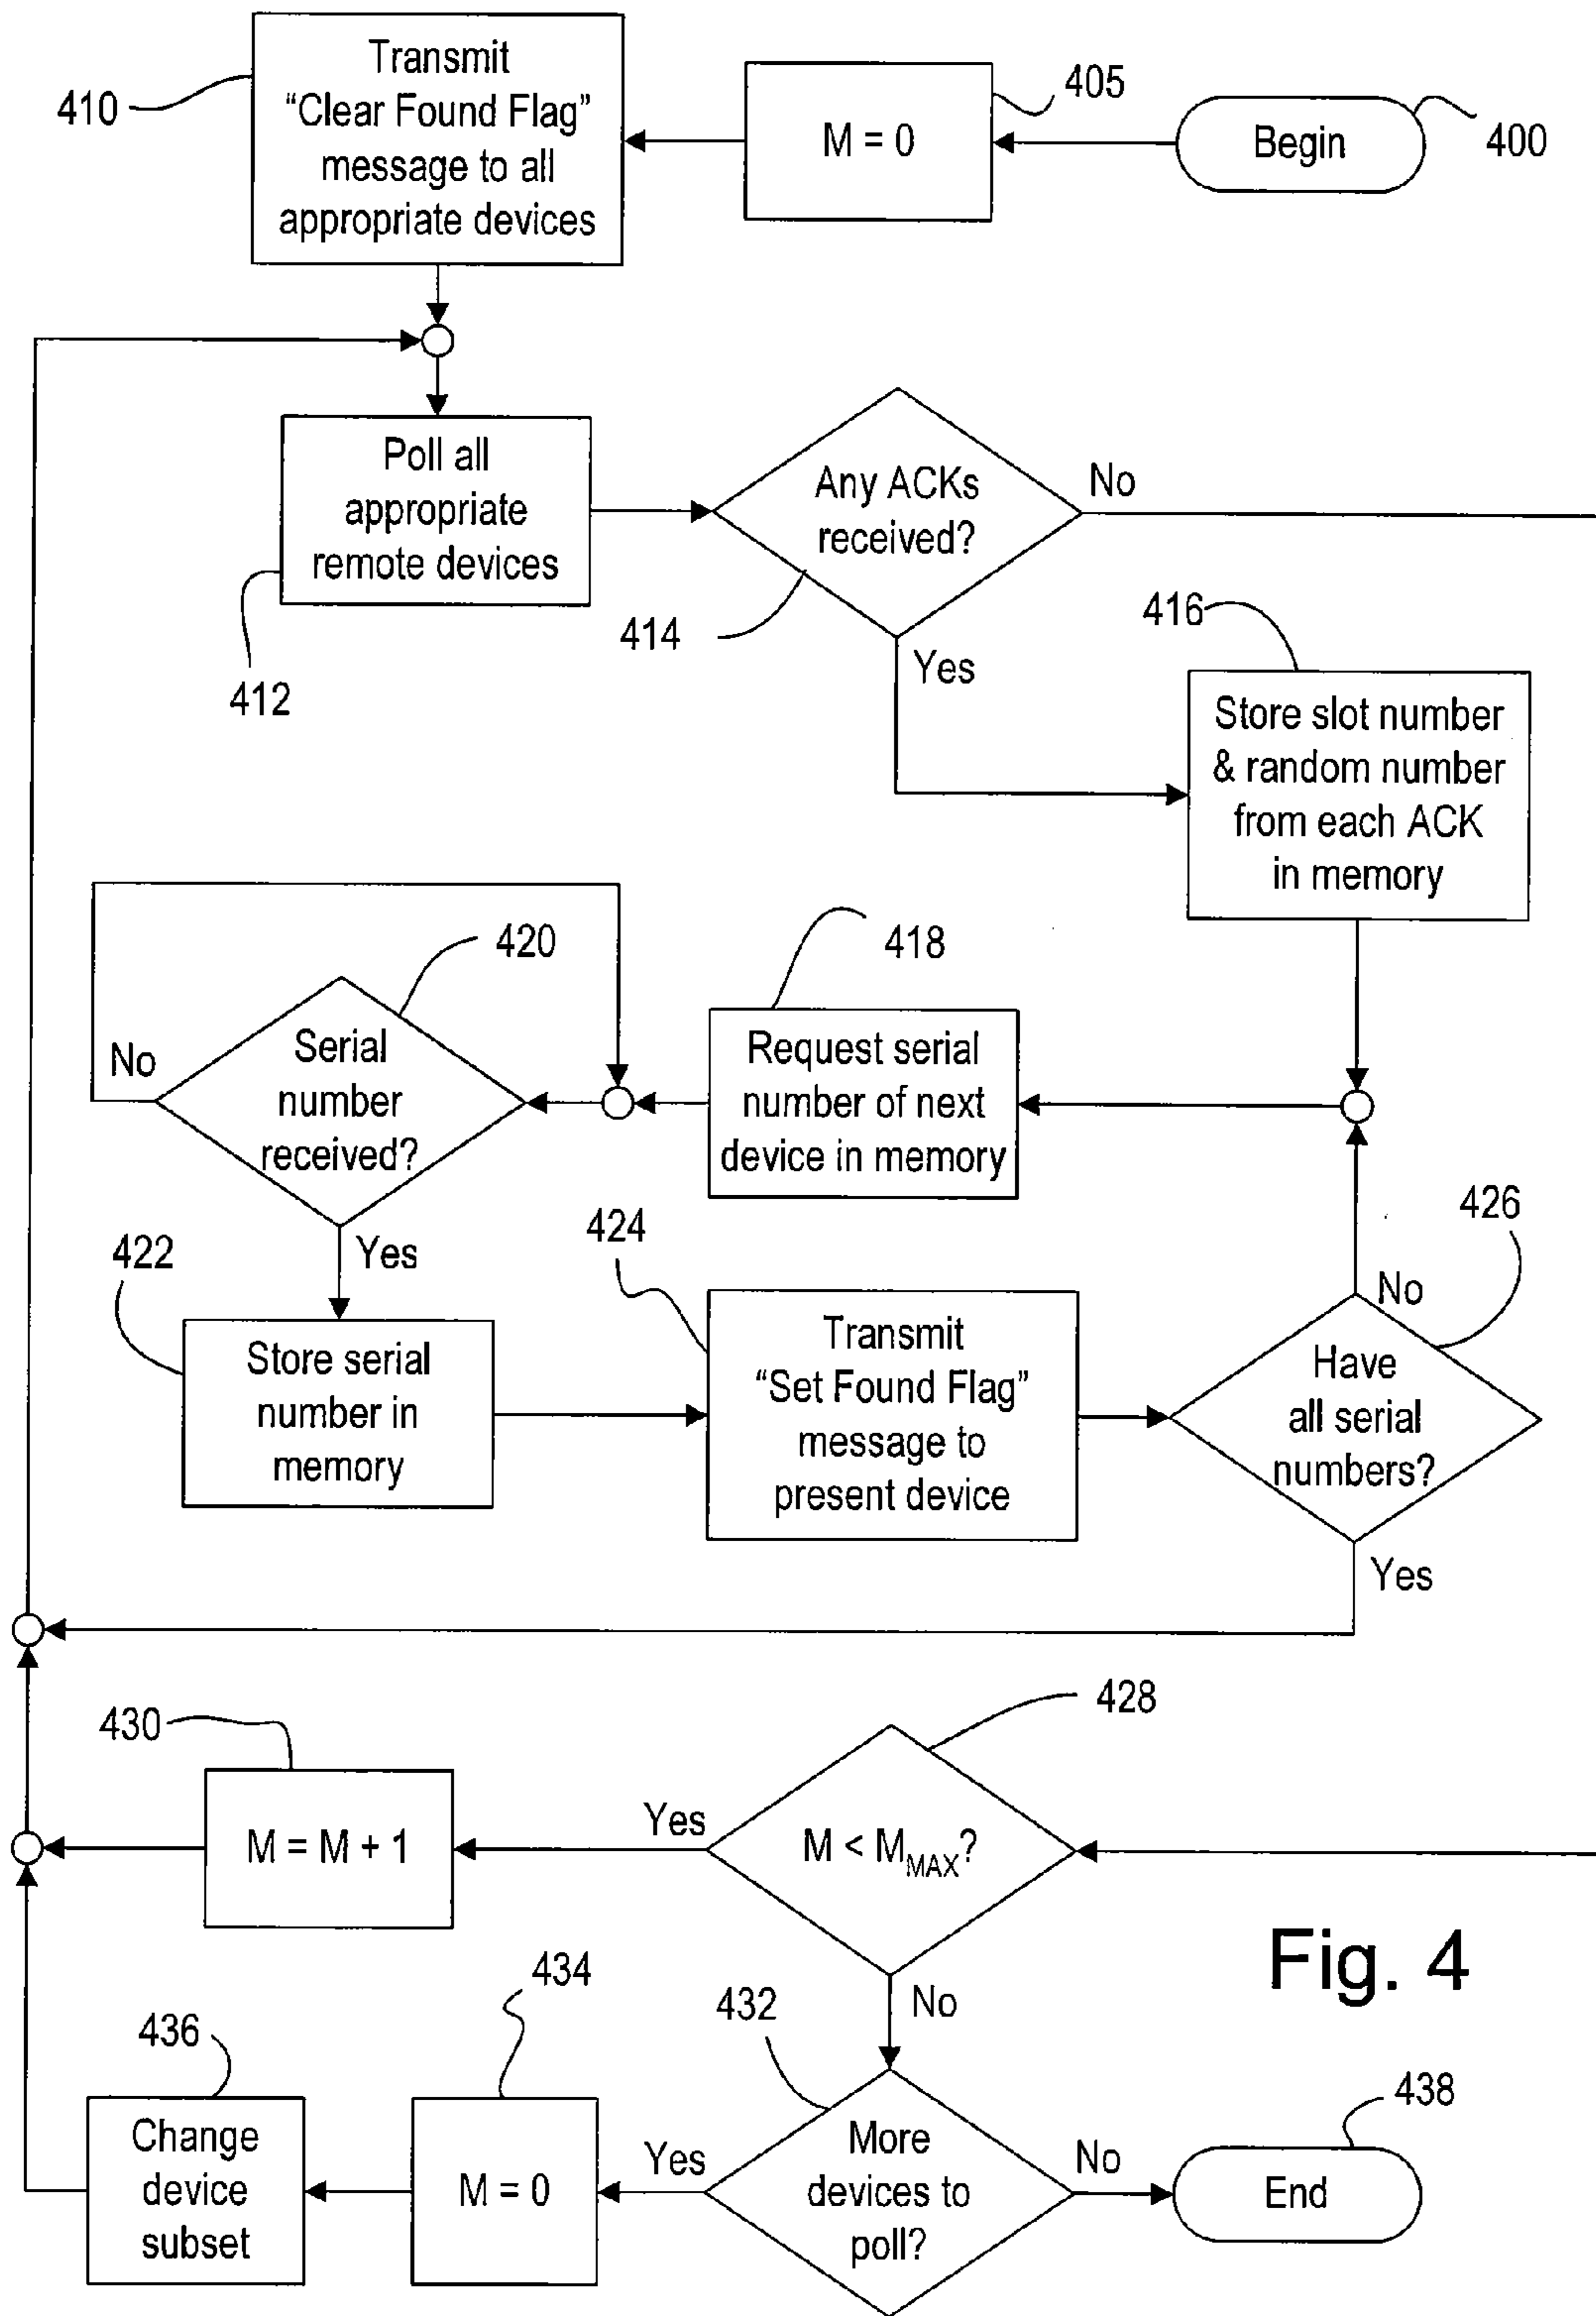 Transmit
“Clear Found Flag”
message to all
appropriate devices
410
M = 0
405
Begin
400
Poll all
appropriate
remote devices
412
Any ACKs
received?
414
No
Yes
416
Store slot number
& random number
from each ACK
in memory
418
Request serial
number of next
device in memory
420
Serial
number
received?
No
Yes
422
Store serial
number in
memory
424
Transmit
“Set Found Flag”
message to
present device
426
Have
all serial
numbers?
No
Yes
428
M < MMAX?
Yes
No
430
M = M + 1
432
More
devices to
poll?
Yes
No
434
M = 0
436
Change
device
subset
438
End
Fig. 4